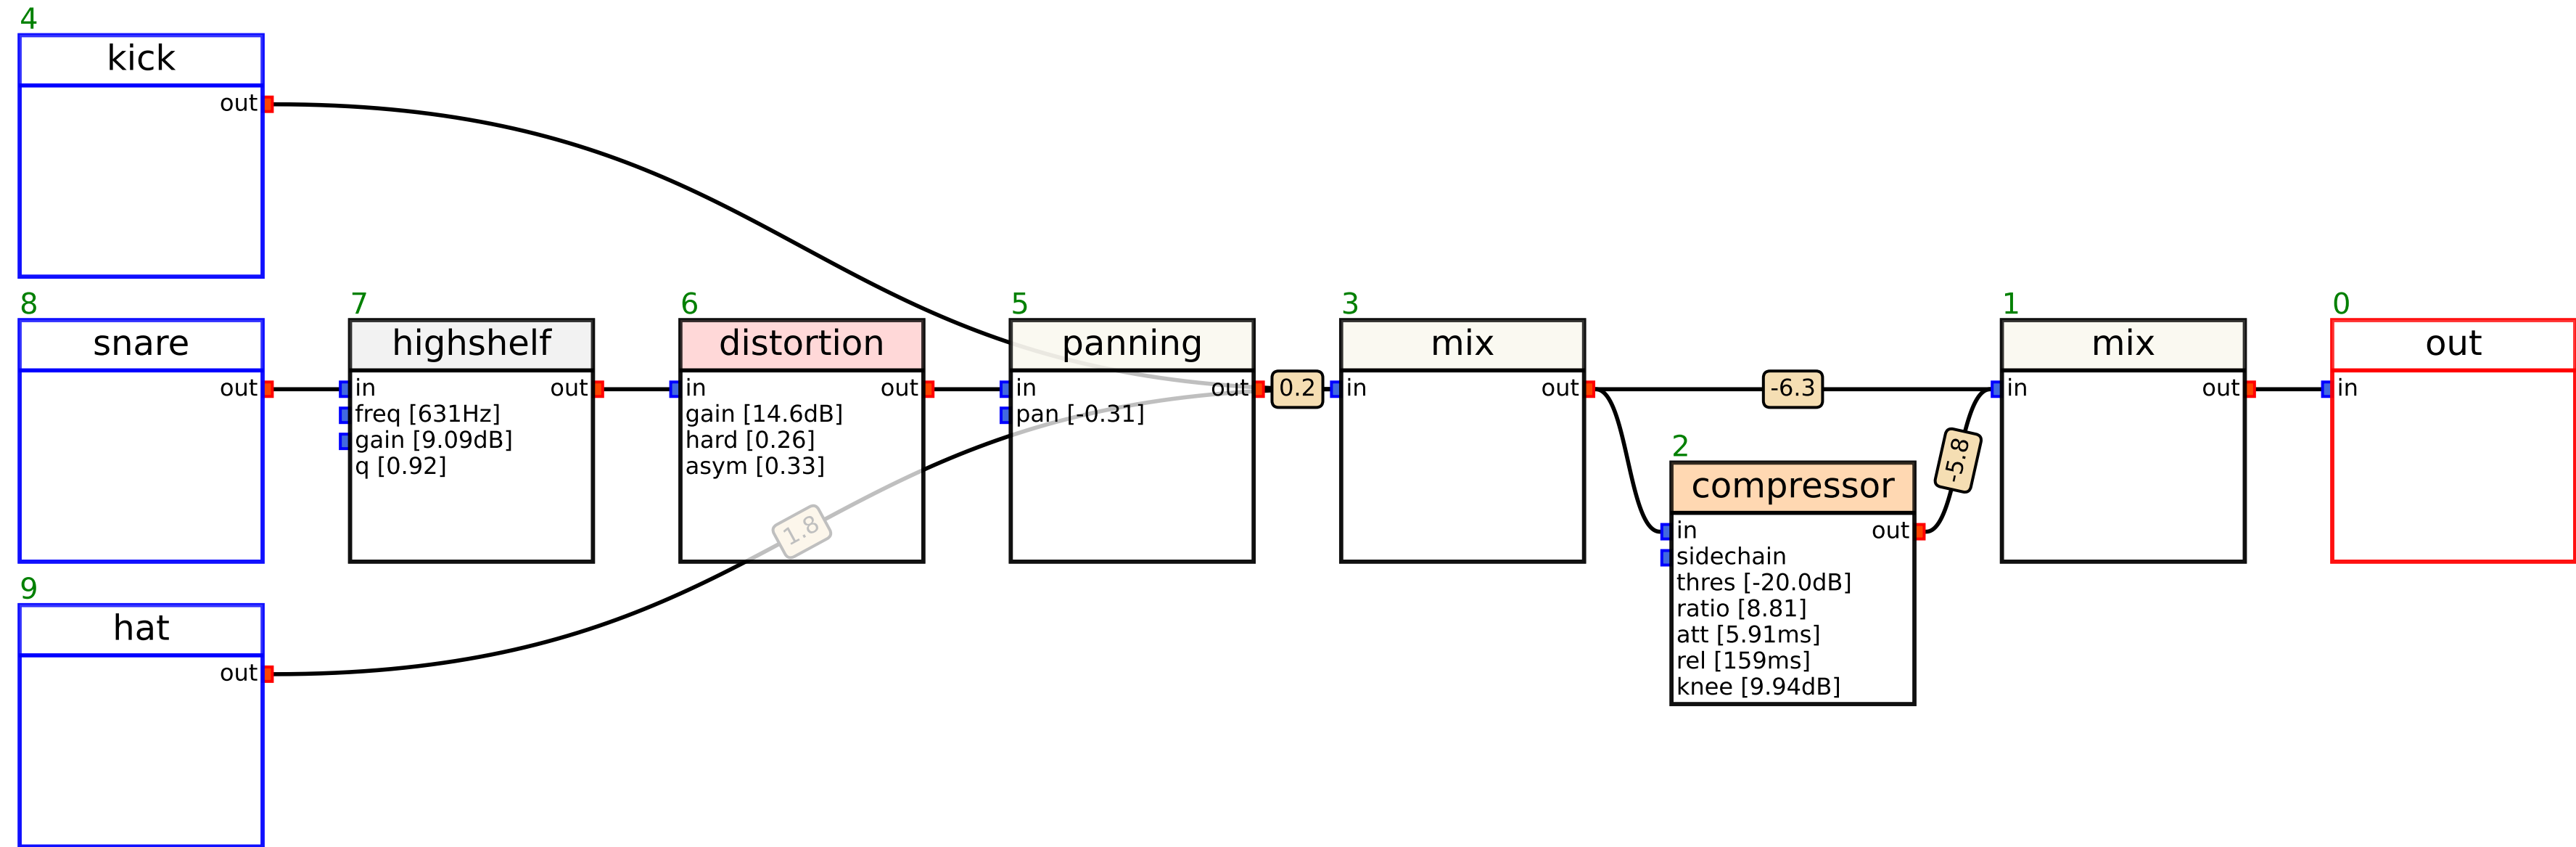 4
kick
out
8
snare
out
7
highself
in
out
freq [631Hz]
gain [9.09dB]
q [0.92]
6
distortion
in
out
gain [14.6dB]
hard [0.26]
asym [0.33]
1.8
5
panning
in
out
pan [-0.31]
0.2
3
mix
in
out
-6.3
2
compressor
in
out
sidechain
thres [-20.0dB]
ratio [8.81]
att [5.91ms]
rel [159ms]
knee [9.94dB]
-5.8
1
mix
in
out
0
out
in
9
hat
out